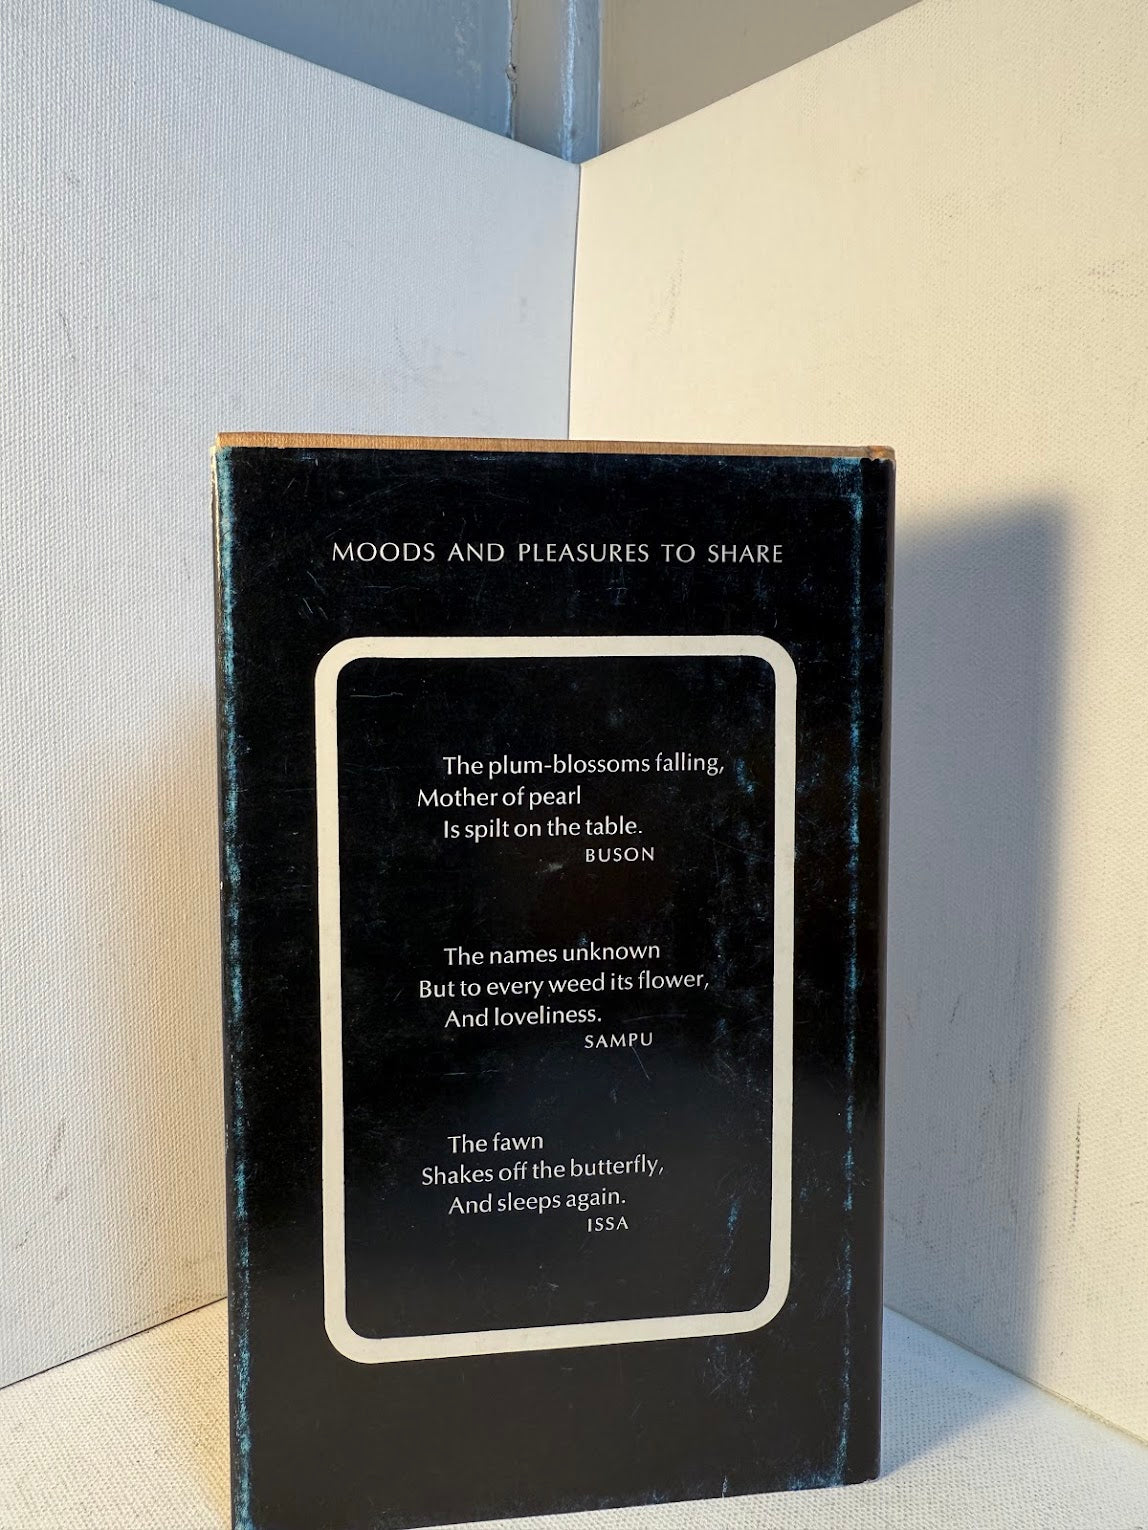 MOODS AND PLEASURES TO SHARE
The plum-blossoms falling,
Mother of pearl
Is spilt on the table.
BUSON
The names unknown
But to every weed its flower,
And loveliness.
SAMPU
The fawn
Shakes off the butterfly,
And sleeps again.
ISSA